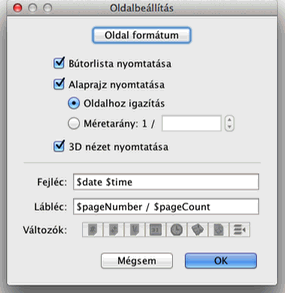 Oldalbeállítás
Oldal formátum
Bútorlista nyomtatása
Alaprajz nyomtatása
Oldalhoz igazítás
Méretarány: 1 /
3D nézet nyomtatása
Fejléc: $date $time
Lábléc: $pageNumber / $pageCount
Változók:
Mégsem OK